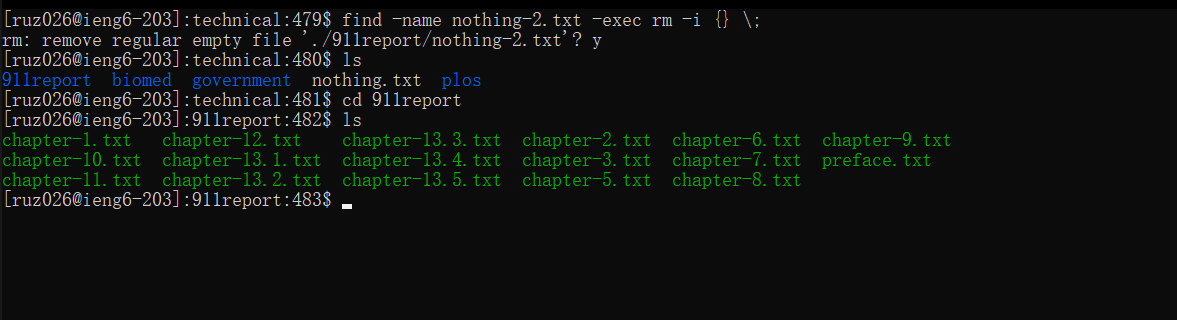 [ruz026@ieng6-203]:technical:479$ find -name nothing-2.txt -exec rm -i {} \;
rm: remove regular empty file './911report/nothing-2.txt'? y
[ruz026@ieng6-203]:technical:480$ ls
911report  biomed  government  nothing.txt  plos
[ruz026@ieng6-203]:technical:481$ cd 911report
[ruz026@ieng6-203]:911report:482$ ls
chapter-1.txt   chapter-12.txt    chapter-13.3.txt  chapter-2.txt  chapter-6.txt  chapter-9.txt
chapter-10.txt  chapter-13.1.txt  chapter-13.4.txt  chapter-3.txt  chapter-7.txt  preface.txt
chapter-11.txt  chapter-13.2.txt  chapter-13.5.txt  chapter-5.txt  chapter-8.txt
[ruz026@ieng6-203]:911report:483$